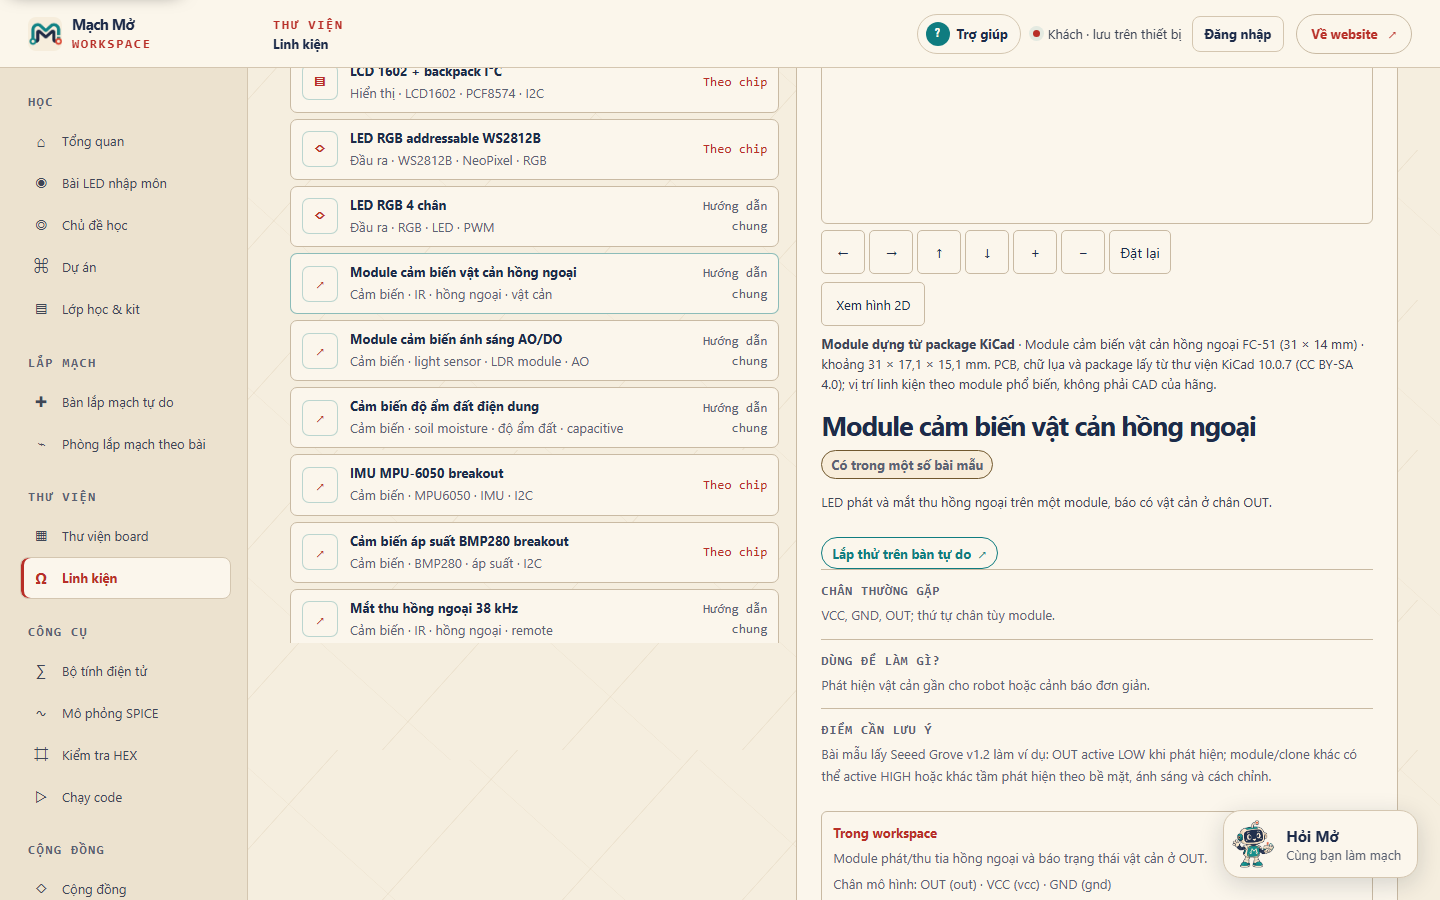 Mạch Mở
WORKSPACE
THƯ VIỆN
Linh kiện
? Trợ giúp
Khách · lưu trên thiết bị
Đăng nhập
Về website ↗
HỌC
Tổng quan
Bài LED nhập môn
Chủ đề học
Dự án
Lớp học & kit
LẮP MẠCH
Bàn lắp mạch tự do
Phòng lắp mạch theo bài
THƯ VIỆN
Thư viện board
Linh kiện
CÔNG CỤ
Bộ tính điện tử
Mô phỏng SPICE
Kiểm tra HEX
Chạy code
CỘNG ĐỒNG
Cộng đồng
LCD 1602 + backpack I²C
Hiển thị · LCD1602 · PCF8574 · I2C
Theo chip
LED RGB addressable WS2812B
Đầu ra · WS2812B · NeoPixel · RGB
Theo chip
LED RGB 4 chân
Đầu ra · RGB · LED · PWM
Hướng dẫn
chung
Module cảm biến vật cản hồng ngoại
Cảm biến · IR · hồng ngoại · vật cản
Hướng dẫn
chung
Module cảm biến ánh sáng AO/DO
Cảm biến · light sensor · LDR module · AO
Hướng dẫn
chung
Cảm biến độ ẩm đất điện dung
Cảm biến · soil moisture · độ ẩm đất · capacitive
Hướng dẫn
chung
IMU MPU-6050 breakout
Cảm biến · MPU6050 · IMU · I2C
Theo chip
Cảm biến áp suất BMP280 breakout
Cảm biến · BMP280 · áp suất · I2C
Theo chip
Mắt thu hồng ngoại 38 kHz
Cảm biến · IR · hồng ngoại · remote
Hướng dẫn
chung
← → ↑ ↓ + − Đặt lại
Xem hình 2D
Module dựng từ package KiCad · Module cảm biến vật cản hồng ngoại FC-51 (31 × 14 mm) ·
khoảng 31 × 17,1 × 15,1 mm. PCB, chữ lụa và package lấy từ thư viện KiCad 10.0.7 (CC BY-SA
4.0); vị trí linh kiện theo module phổ biến, không phải CAD của hãng.
Module cảm biến vật cản hồng ngoại
Có trong một số bài mẫu
LED phát và mắt thu hồng ngoại trên một module, báo có vật cản ở chân OUT.
Lắp thử trên bàn tự do ↗
CHÂN THƯỜNG GẶP
VCC, GND, OUT; thứ tự chân tùy module.
DÙNG ĐỂ LÀM GÌ?
Phát hiện vật cản gần cho robot hoặc cảnh báo đơn giản.
ĐIỂM CẦN LƯU Ý
Bài mẫu lấy Seeed Grove v1.2 làm ví dụ: OUT active LOW khi phát hiện; module/clone khác có
thể active HIGH hoặc khác tầm phát hiện theo bề mặt, ánh sáng và cách chỉnh.
Trong workspace
Module phát/thu tia hồng ngoại và báo trạng thái vật cản ở OUT.
Chân mô hình: OUT (out) · VCC (vcc) · GND (gnd)
Hỏi Mở
Cùng bạn làm mạch